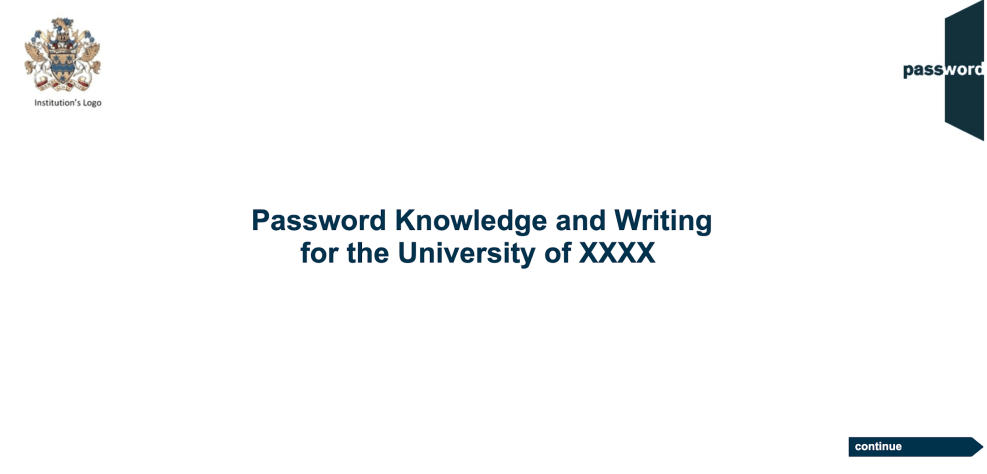 Institution's Logo
password
Password Knowledge and Writing
for the University of XXXX
continue